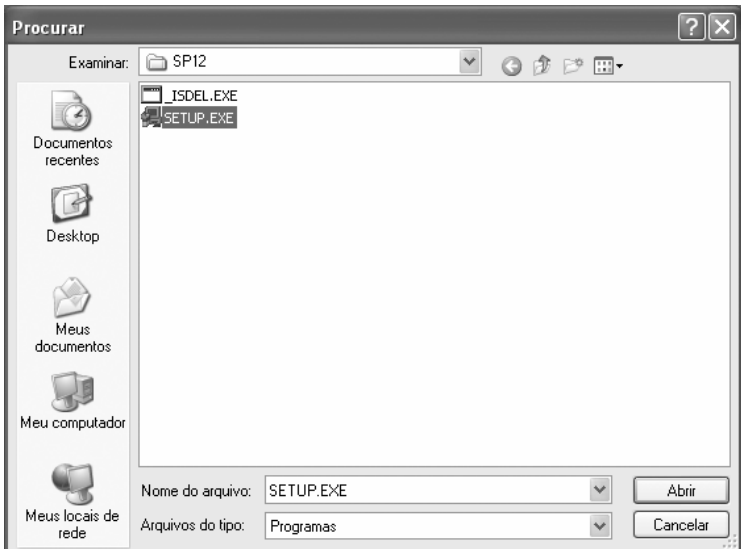 Procurar
Examinar:
SP12
_ISDEL.EXE
SETUP.EXE
Documentos
recentes
Desktop
Meus
documentos
Meu computador
Meus locais de
rede
Nome do arquivo:
SETUP.EXE
Abrir
Arquivos do tipo:
Programas
Cancelar